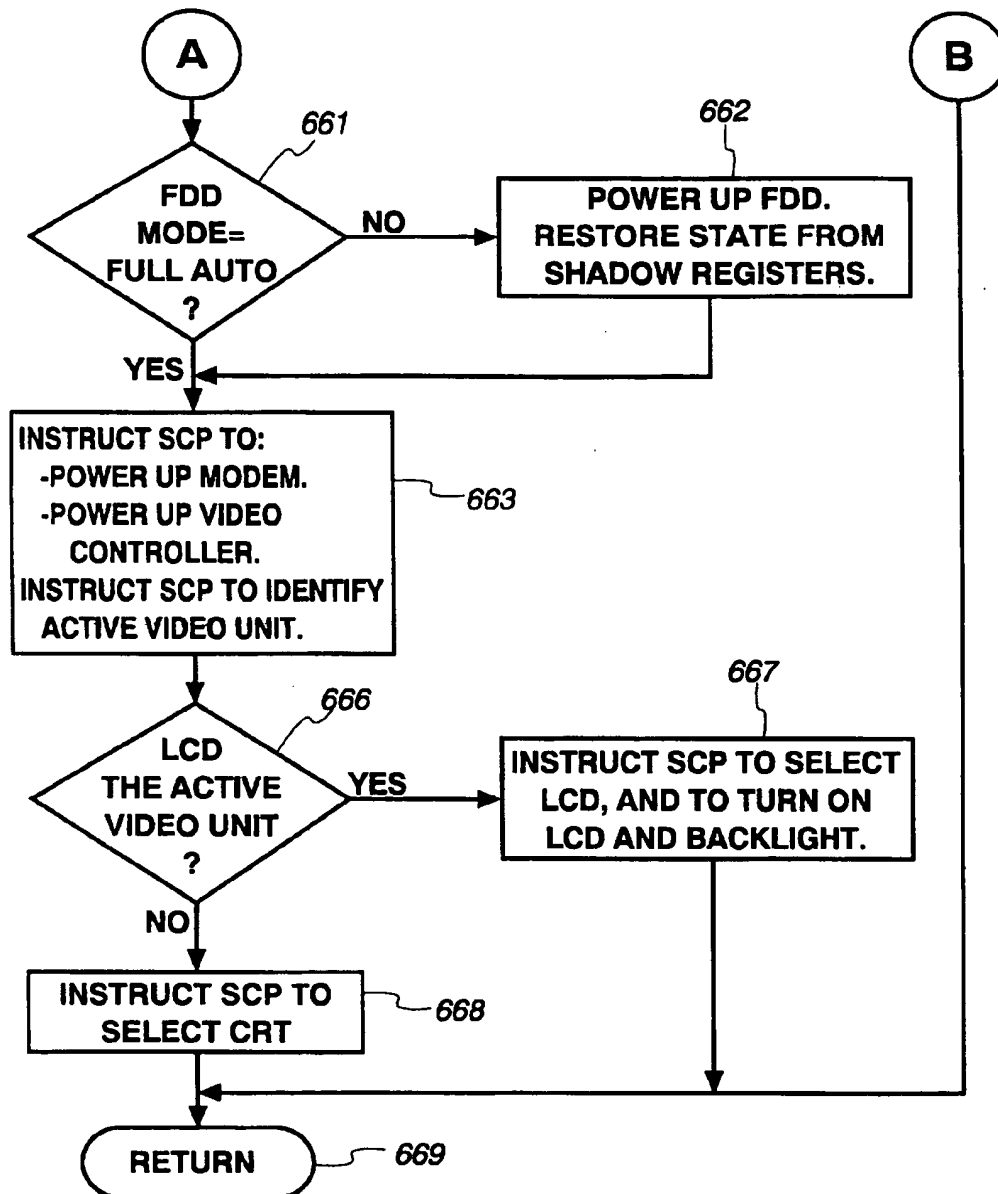 A
B
661
FDD
MODE=
FULL AUTO
?
NO
662
POWER UP FDD.
RESTORE STATE FROM
SHADOW REGISTERS.
YES
INSTRUCT SCP TO:
-POWER UP MODEM.
-POWER UP VIDEO
CONTROLLER.
INSTRUCT SCP TO IDENTIFY
ACTIVE VIDEO UNIT.
663
666
LCD
THE ACTIVE
VIDEO UNIT
?
YES
667
INSTRUCT SCP TO SELECT
LCD, AND TO TURN ON
LCD AND BACKLIGHT.
NO
INSTRUCT SCP TO
SELECT CRT
668
RETURN
669